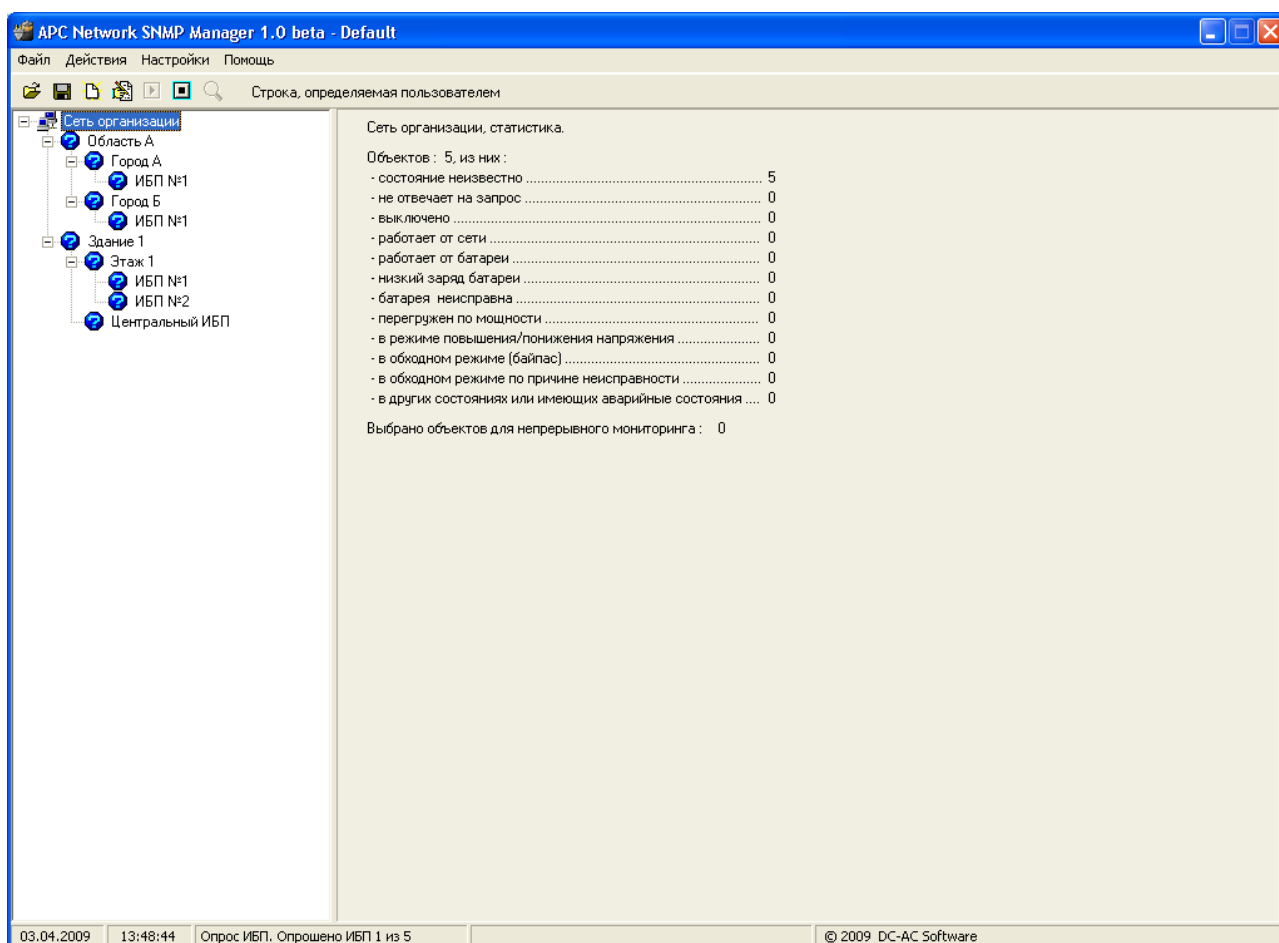 APC Network SNMP Manager 1.0 beta - Default
Файл Действия Настройки Помощь
Строка, определяемая пользователем
Сеть организации
Область А
Город А
ИБП №1
Город Б
ИБП №1
Здание 1
Этаж 1
ИБП №1
ИБП №2
Центральный ИБП
Сеть организации, статистика.
Объектов : 5, из них :
- состояние неизвестно ............................................................ 5
- не отвечает на запрос ............................................................ 0
- выключено ............................................................................. 0
- работает от сети .................................................................... 0
- работает от батареи ............................................................... 0
- низкий заряд батареи ............................................................ 0
- батарея неисправна .............................................................. 0
- перегружен по мощности ...................................................... 0
- в режиме повышения/понижения напряжения ..................... 0
- в обходном режиме (байпас) ................................................. 0
- в обходном режиме по причине неисправности .................... 0
- в других состояниях или имеющих аварийные состояния .... 0
Выбрано объектов для непрерывного мониторинга : 0
03.04.2009 13:48:44 Опрос ИБП. Опрошено ИБП 1 из 5 © 2009 DC-AC Software